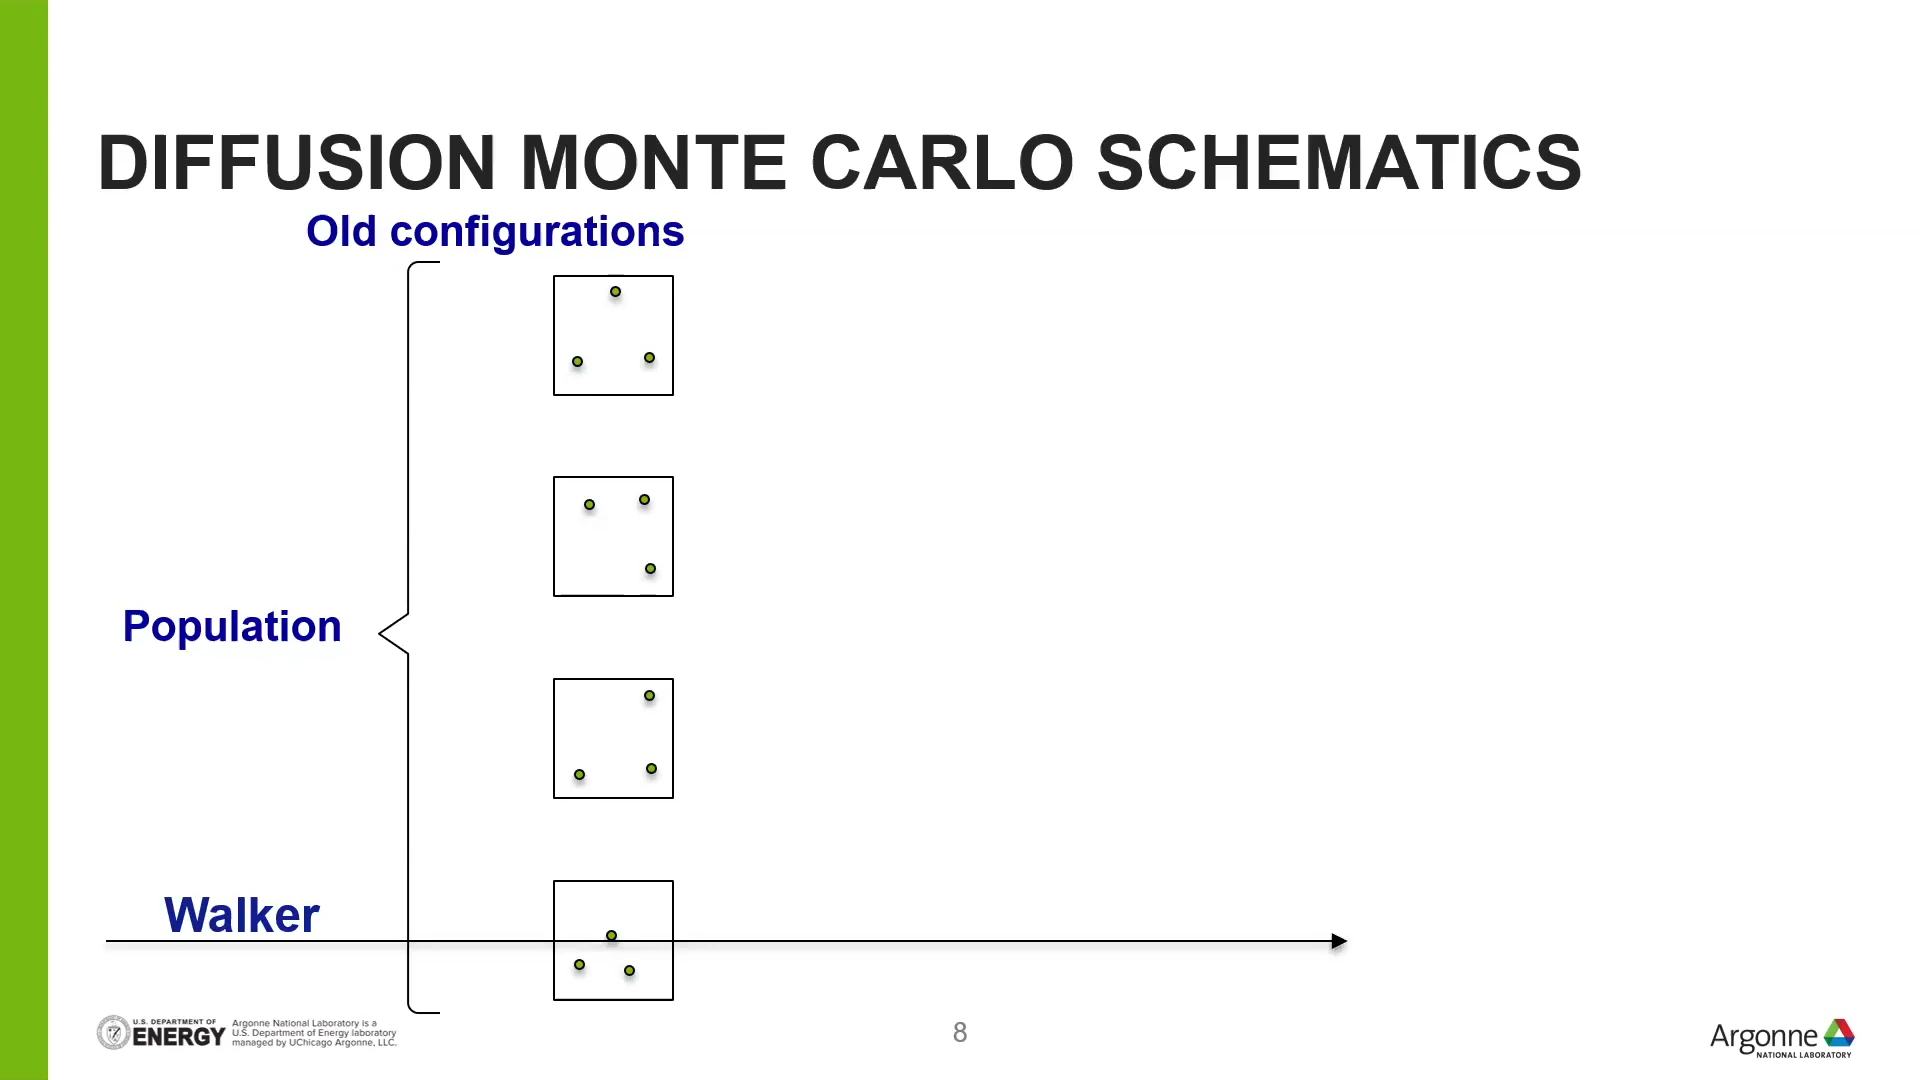 DIFFUSION MONTE CARLO SCHEMATICS
Old configurations
Population
Walker
U.S. DEPARTMENT OF
ENERGY
Argonne National Laboratory is a
U.S. Department of Energy laboratory
managed by UChicago Argonne, LLC.
8
Argonne
NATIONAL LABORATORY